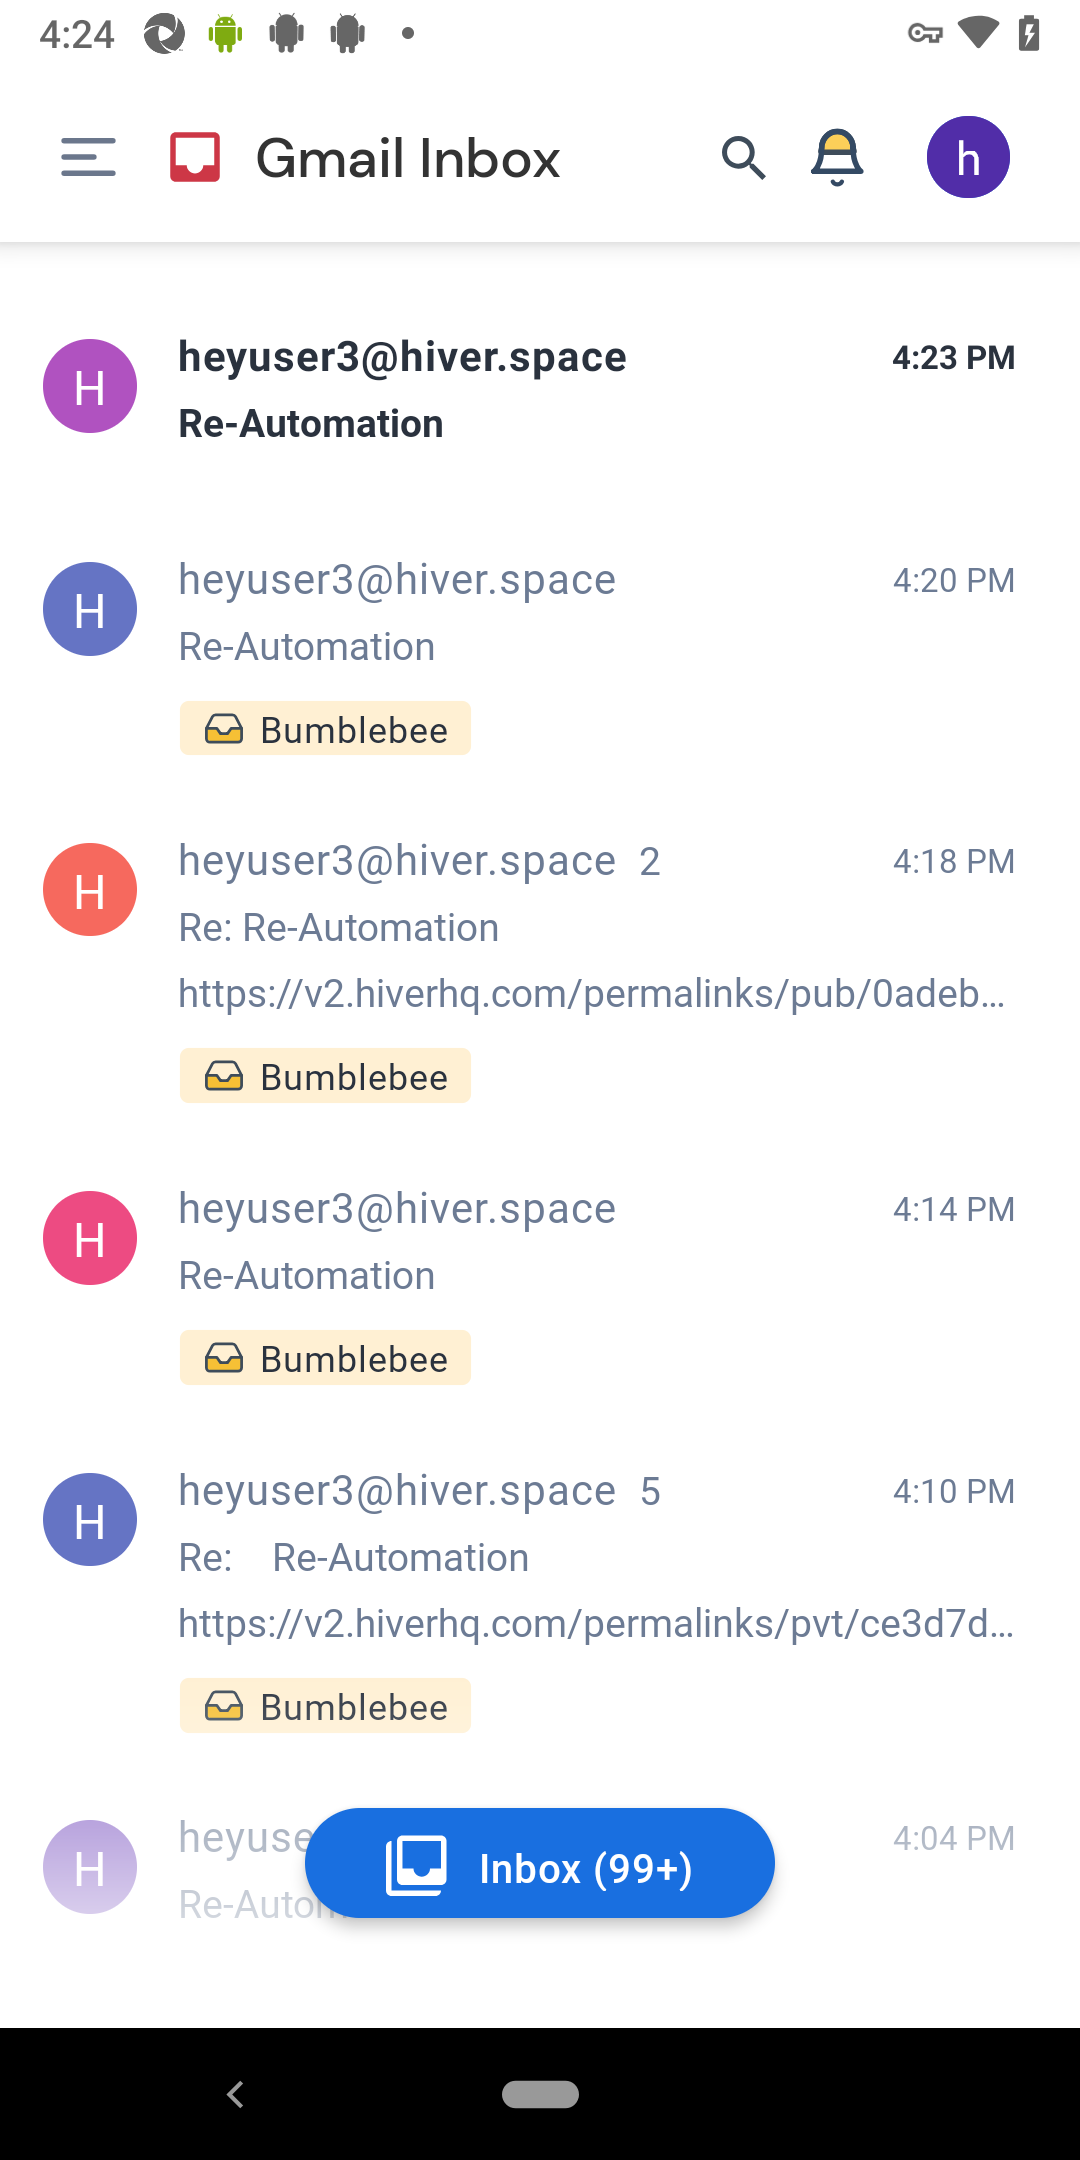 4:24
Gmail Inbox
h
H
heyuser3@hiver.space
4:23 PM
Re-Automation
H
heyuser3@hiver.space
4:20 PM
Re-Automation
Bumblebee
H
heyuser3@hiver.space 2
4:18 PM
Re: Re-Automation
https://v2.hiverhq.com/permalinks/pub/0adeb…
Bumblebee
H
heyuser3@hiver.space
4:14 PM
Re-Automation
Bumblebee
H
heyuser3@hiver.space 5
4:10 PM
Re: Re-Automation
https://v2.hiverhq.com/permalinks/pvt/ce3d7d…
Bumblebee
H
heyuse
4:04 PM
Re-Autom
Inbox (99+)